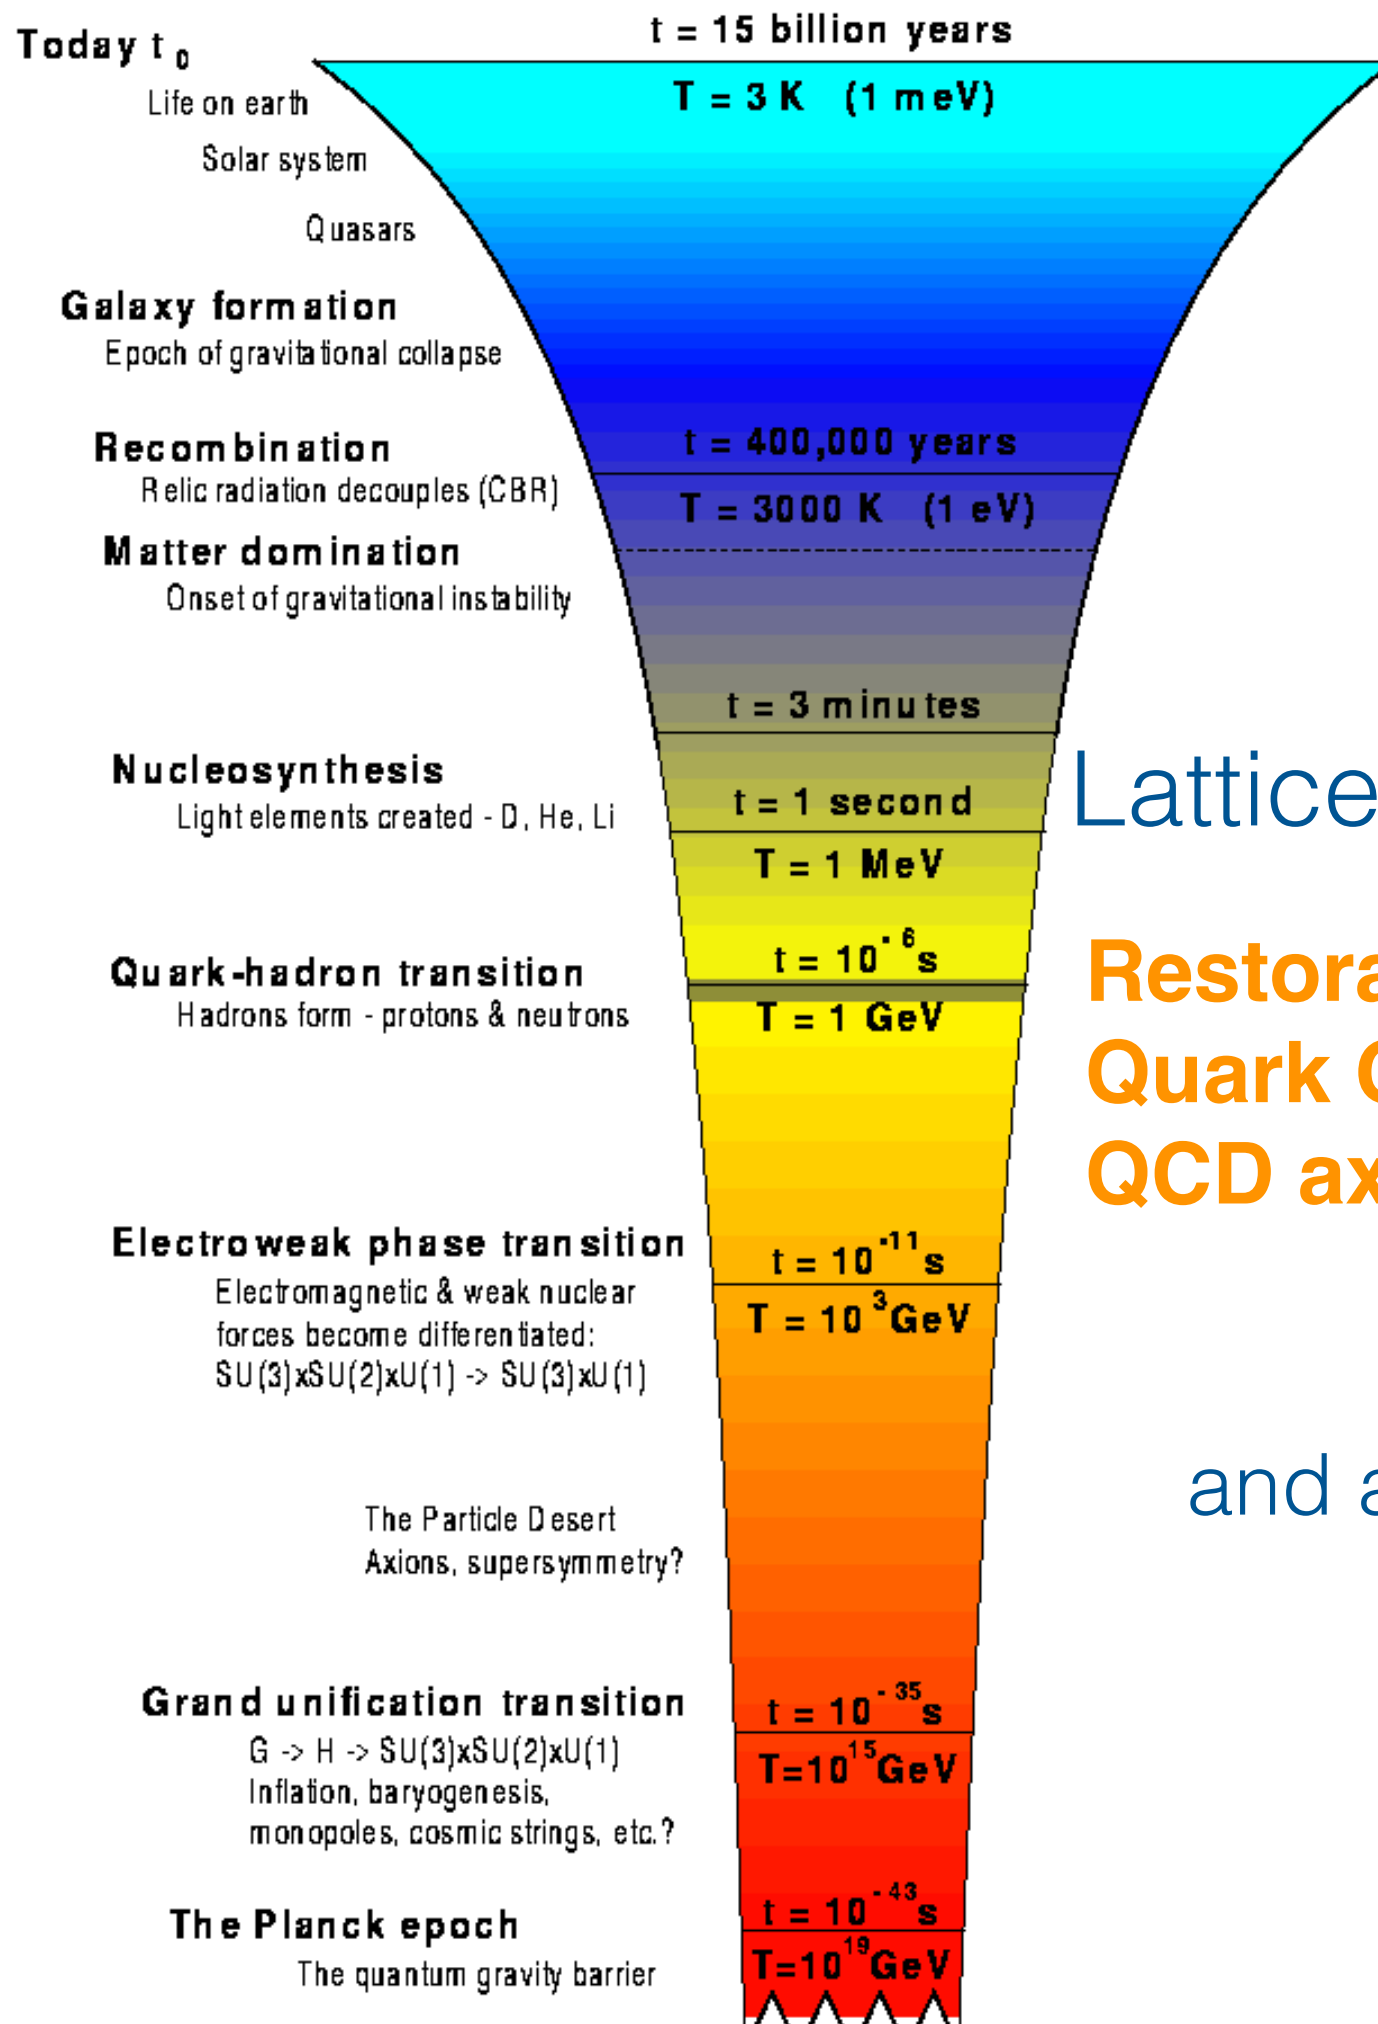 t = 15 billion years
Today t₀
T = 3 K (1 meV)
Life on earth
Solar system
Quasars
Galaxy formation
Epoch of gravitational collapse
Recombination
Relic radiation decouples (CBR)
t = 400,000 years
T = 3000 K (1 eV)
Matter domination
Onset of gravitational instability
t = 3 minutes
Nucleosynthesis
Light elements created - D, He, Li
t = 1 second
T = 1 MeV
Lattice
Quark-hadron transition
Hadrons form - protons & neutrons
t = 10⁻⁶s
T = 1 GeV
Restora
Quark
QCD ax
Electroweak phase transition
Electromagnetic & weak nuclear
forces become differentiated:
SU(3)xSU(2)xU(1) -> SU(3)xU(1)
t = 10⁻¹¹s
T = 10³GeV
and a
The Particle Desert
Axions, supersymmetry?
Grand unification transition
G -> H -> SU(3)xSU(2)xU(1)
Inflation, baryogenesis,
monopoles, cosmic strings, etc.?
t = 10⁻³⁵s
T=10¹⁵GeV
The Planck epoch
The quantum gravity barrier
t = 10⁻⁴³s
T=10¹⁹GeV